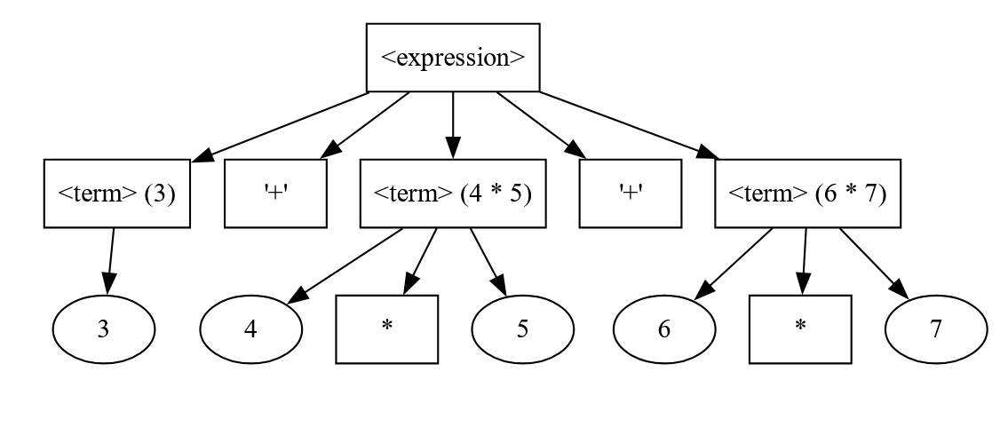 <expression>
<term> (3)
'+'
<term> (4 * 5)
'+'
<term> (6 * 7)
3
4
*
5
6
*
7